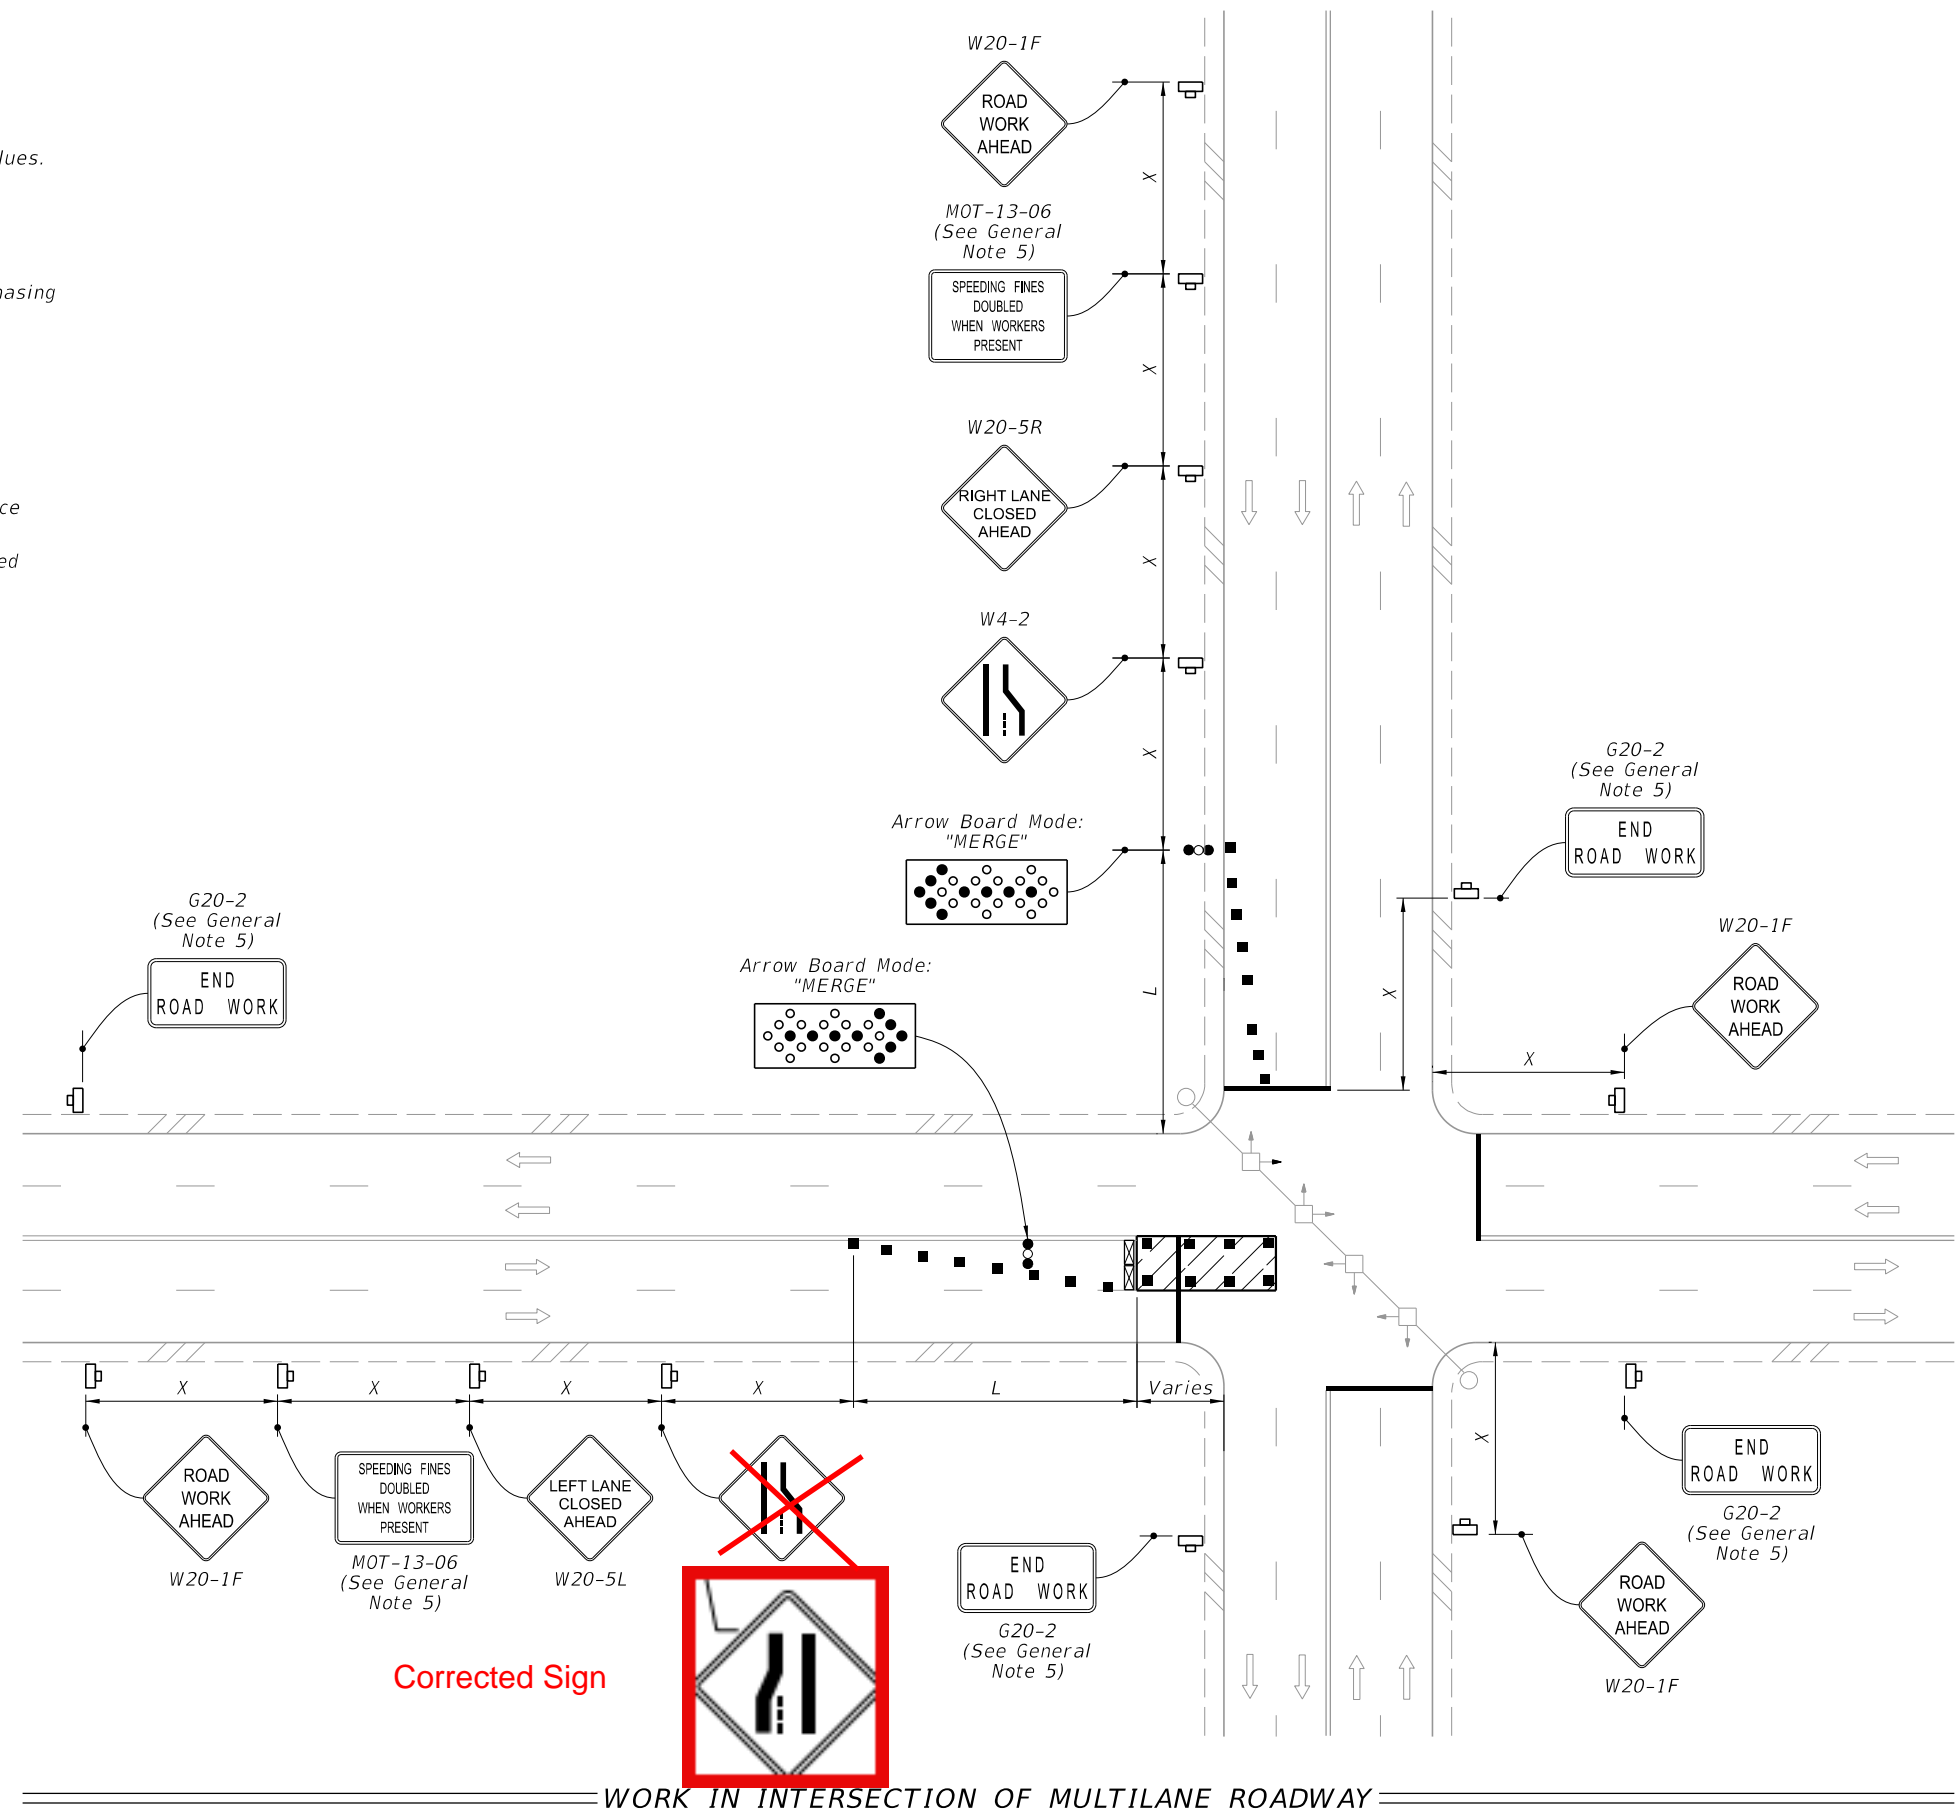 W20-1F
ROAD
WORK
AHEAD
lues.
X
MOT-13-06
(See General
Note 5)
SPEEDING FINES
DOUBLED
WHEN WORKERS
PRESENT
X
W20-5R
RIGHT LANE
CLOSED
AHEAD
ce
ed
X
W4-2
X
G20-2
(See General
Note 5)
END
ROAD WORK
Arrow Board Mode:
"MERGE"
G20-2
(See General
Note 5)
END
ROAD WORK
Arrow Board Mode:
"MERGE"
L
X
W20-1F
ROAD
WORK
AHEAD
X
X
X
X
X
L
Varies
X
ROAD
WORK
AHEAD
W20-1F
SPEEDING FINES
DOUBLED
WHEN WORKERS
PRESENT
MOT-13-06
(See General
Note 5)
LEFT LANE
CLOSED
AHEAD
W20-5L
END
ROAD WORK
G20-2
(See General
Note 5)
END
ROAD WORK
G20-2
(See General
Note 5)
ROAD
WORK
AHEAD
W20-1F
Corrected Sign
WORK IN INTERSECTION OF MULTILANE ROADWAY